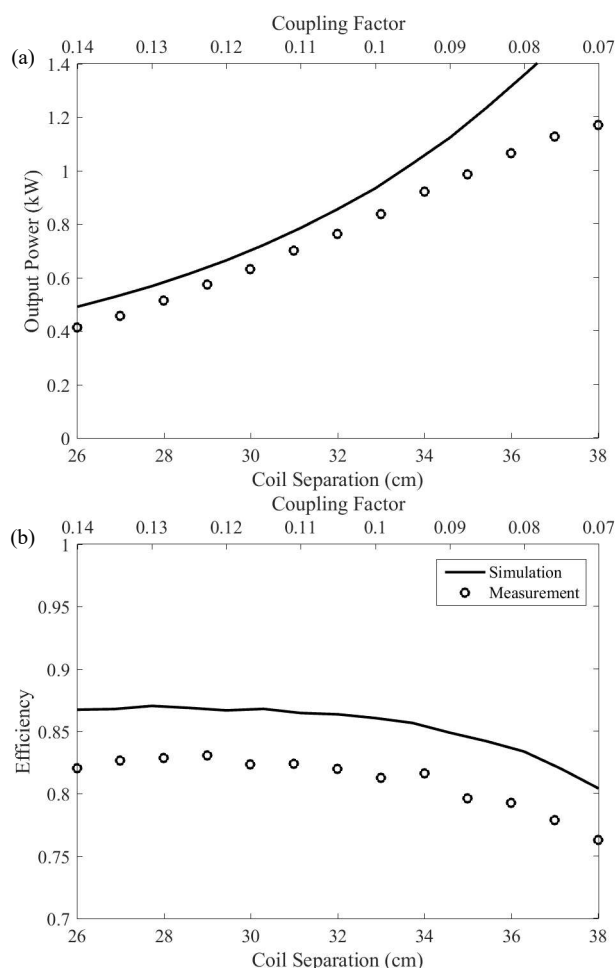 Coupling Factor
0.14 0.13 0.12 0.11 0.1 0.09 0.08 0.07
(a)
1.4
1.2
1
0.8
0.6
0.4
0.2
0
Output Power (kW)
26 28 30 32 34 36 38
Coil Separation (cm)
Coupling Factor
0.14 0.13 0.12 0.11 0.1 0.09 0.08 0.07
(b)
1
0.95
0.9
0.85
0.8
0.75
0.7
Efficiency
Simulation
Measurement
26 28 30 32 34 36 38
Coil Separation (cm)